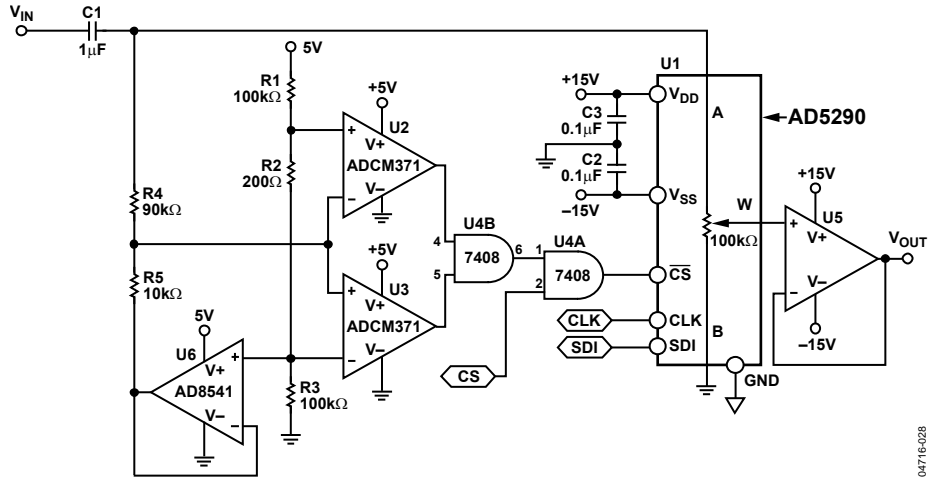 VIN
C1
1μF
5V
R1
100kΩ
R2
200Ω
R3
100kΩ
R4
90kΩ
R5
10kΩ
+5V
U2
+
V+
ADCM371
V–
–
+5V
U3
+
V+
ADCM371
V–
–
5V
U6
V+
+
AD8541
V–
–
U4B
4
5
7408
6
U4A
1
2
7408
CS
+15V
C3
0.1μF
C2
0.1μF
–15V
U1
VDD
VSS
CS
CLK
CLK
SDI
SDI
A
W
100kΩ
B
GND
AD5290
+15V
U5
+
V+
V–
–
–15V
VOUT
04716-028